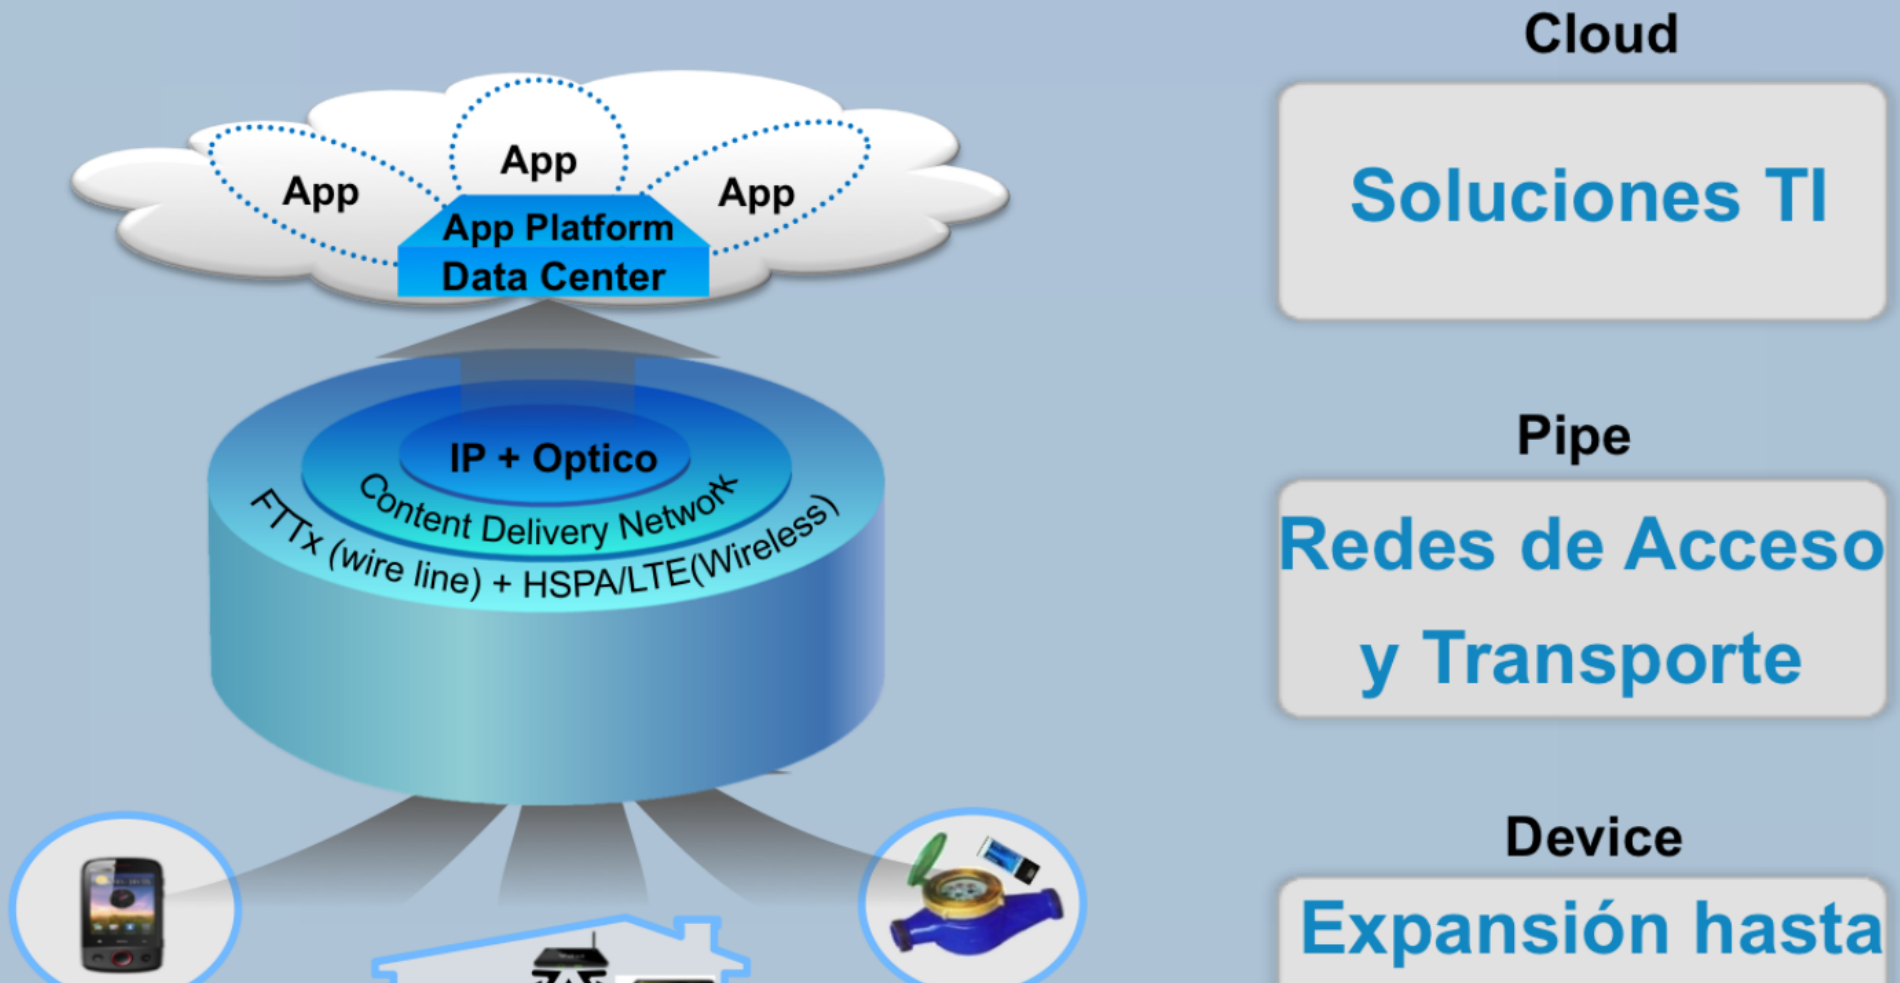 Cloud
App
App
App
App Platform
Data Center
Soluciones TI
IP + Optico
Content Delivery Network
FTTx (wire line) + HSPA/LTE(Wireless)
Pipe
Redes de Acceso
y Transporte
Device
Expansión hasta